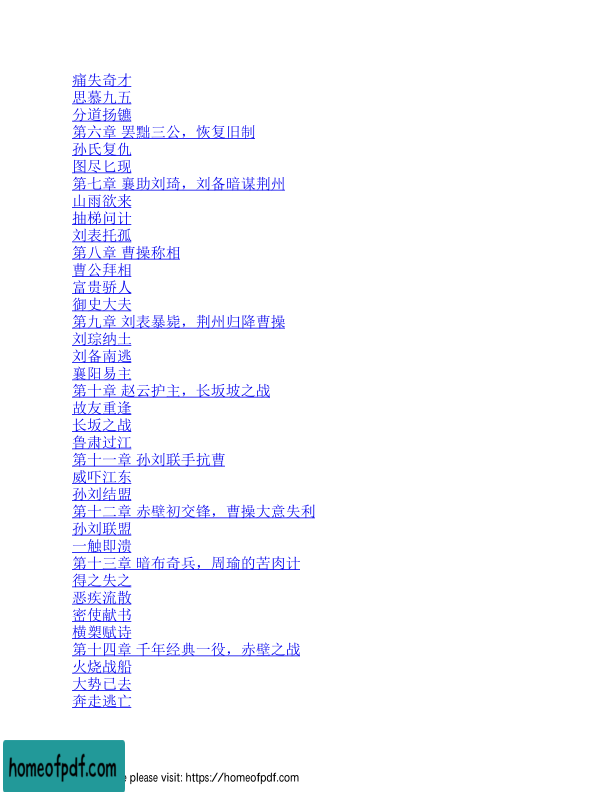 痛失奇才
思慕九五
分道扬镳
第六章 罢黜三公，恢复旧制
孙氏复仇
图尽匕现
第七章 襄助刘琦，刘备暗谋荆州
山雨欲来
抽梯问计
刘表托孤
第八章 曹操称相
曹公拜相
富贵骄人
御史大夫
第九章 刘表暴毙，荆州归降曹操
刘琮纳土
刘备南逃
襄阳易主
第十章 赵云护主，长坂坡之战
故友重逢
长坂之战
鲁肃过江
第十一章 孙刘联手抗曹
威吓江东
孙刘结盟
第十二章 赤壁初交锋，曹操大意失利
孙刘联盟
一触即溃
第十三章 暗布奇兵，周瑜的苦肉计
得之失之
恶疾流散
密使献书
横槊赋诗
第十四章 千年经典一役，赤壁之战
火烧战船
大势已去
奔走逃亡
homeofpdf.com
e please visit: https://homeofpdf.com